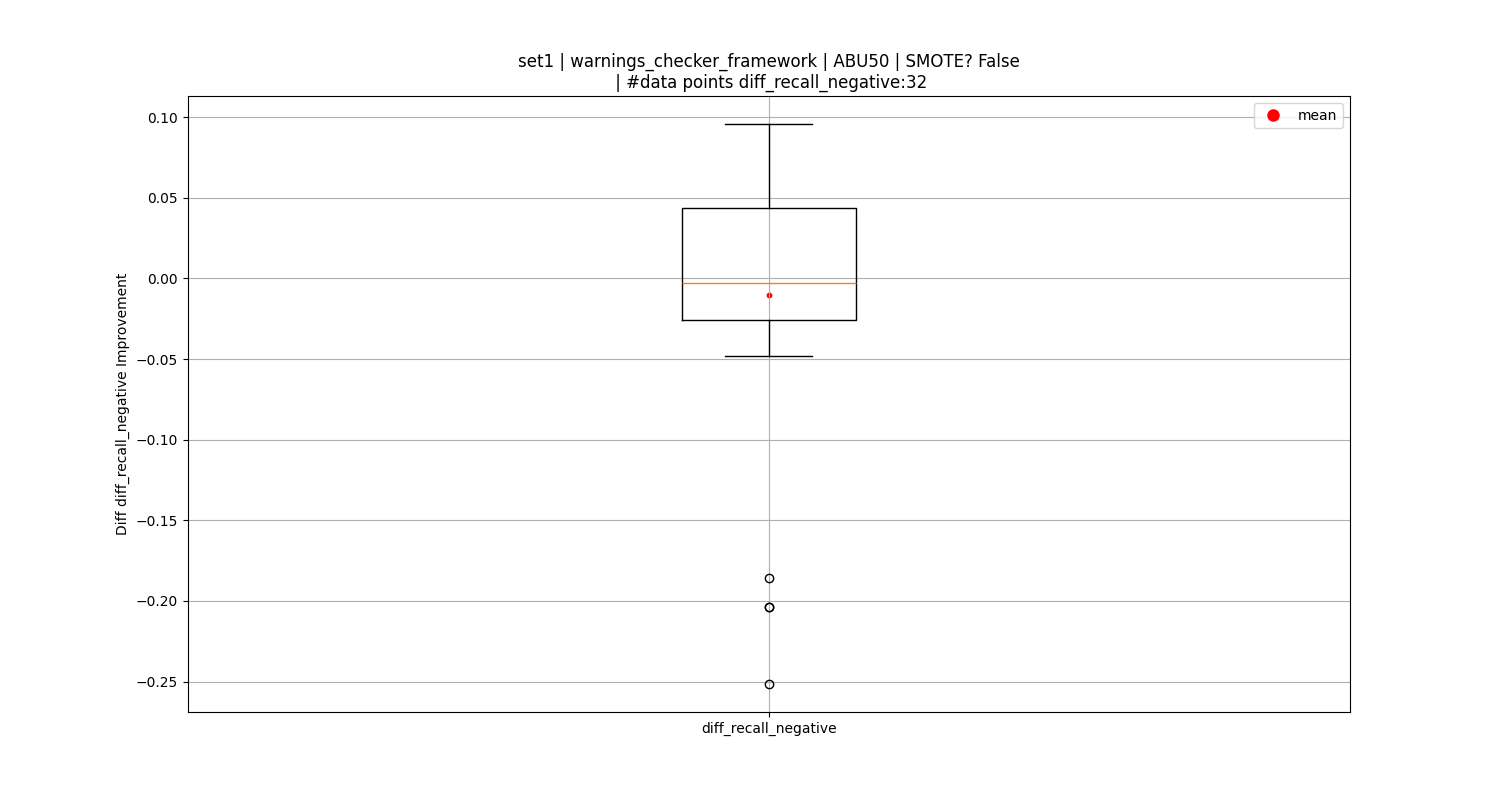 set1 | warnings_checker_framework | ABU50 | SMOTE? False
| #data points diff_recall_negative:32
mean
0.10
0.05
0.00
−0.05
−0.10
−0.15
−0.20
−0.25
Diff diff_recall_negative Improvement
diff_recall_negative